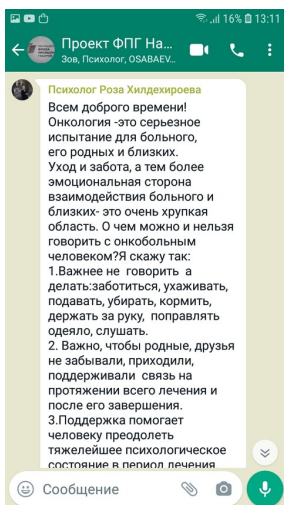 16% 13:11
Проект ФПГ На...
Зов, Психолог, OSABAEV...
Психолог Роза Хилдехироева
Всем доброго времени!
Онкология -это серьезное
испытание для больного,
его родных и близких.
Уход и забота, а тем более
эмоциональная сторона
взаимодействия больного и
близких- это очень хрупкая
область. О чем можно и нельзя
говорить с онкобольным
человеком?Я скажу так:
1.Важнее не говорить а
делать:заботиться, ухаживать,
подавать, убирать, кормить,
держать за руку, поправлять
одеяло, слушать.
2. Важно, чтобы родные, друзья
не забывали, приходили,
поддерживали связь на
протяжении всего лечения и
после его завершения.
3.Поддержка помогает
человеку преодолеть
тяжелейшее психологическое
состояние в период лечения
Сообщение